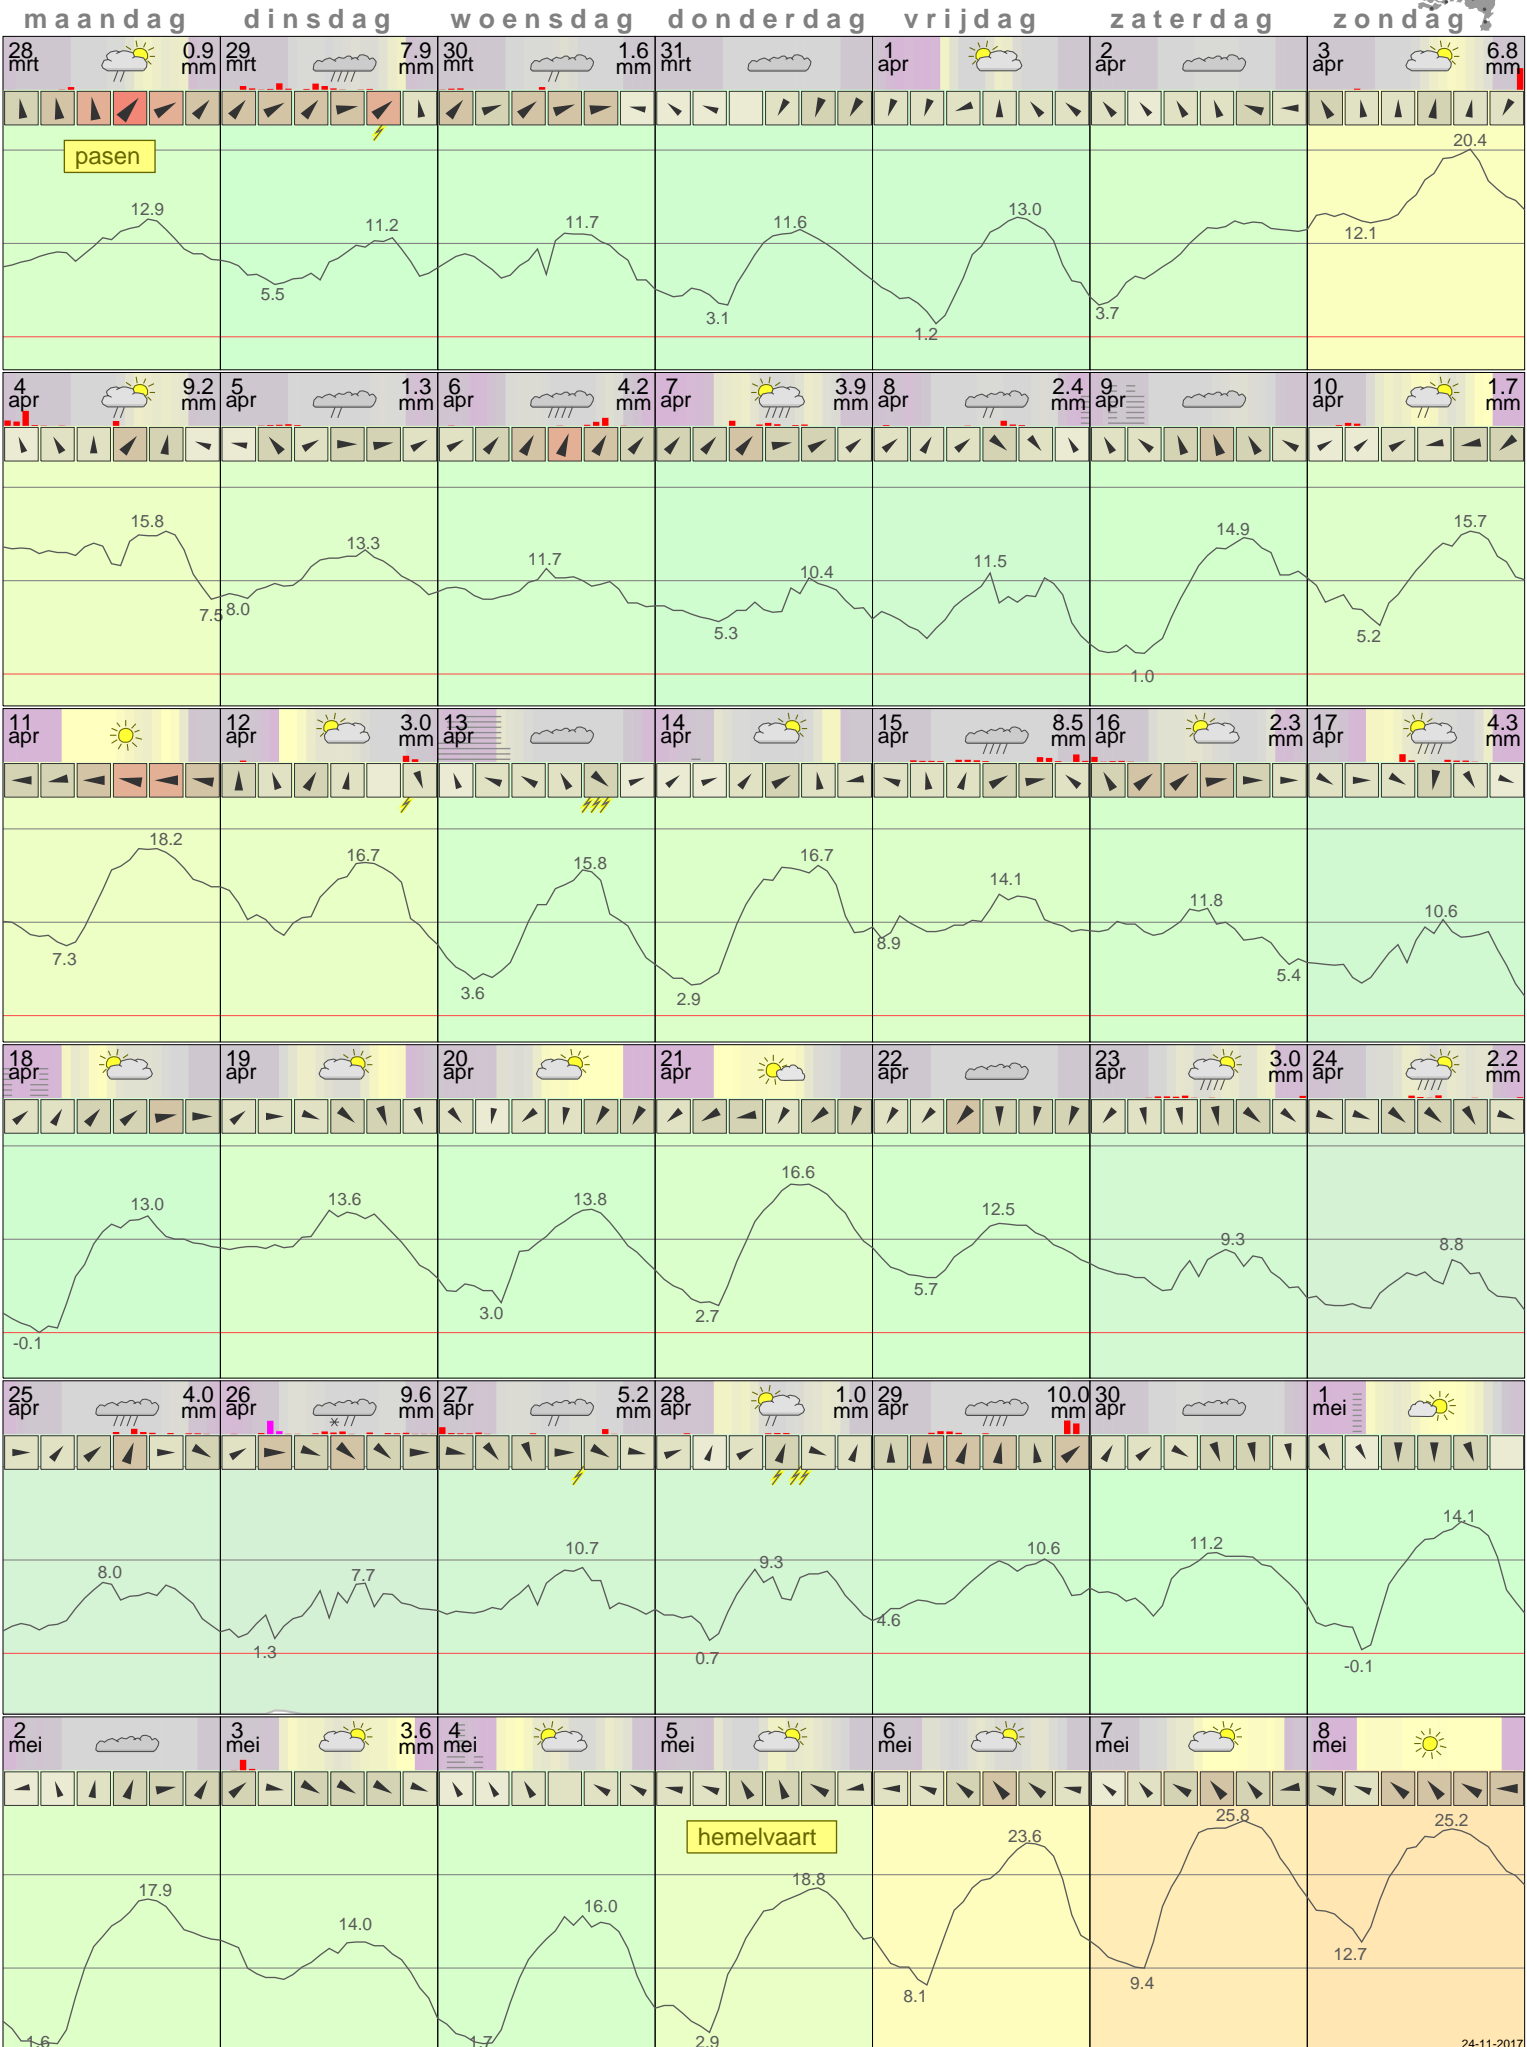 maandag dinsdag woensdag donderdag vrijdag zaterdag zondag
28 mrt 0.9 mm 29 mrt 7.9 mm 30 mrt 1.6 mm 31 mrt 1 apr 2 apr 3 apr 6.8 mm
pasen
20.4
12.9 11.2 11.7 11.6 13.0 12.1
5.5 3.1 1.2 3.7
4 apr 9.2 mm 5 apr 1.3 mm 6 apr 4.2 mm 7 apr 3.9 mm 8 apr 2.4 mm 9 apr 10 apr 1.7 mm
15.8 13.3 11.7 10.4 11.5 14.9 15.7
7.5 8.0 5.3 1.0 5.2
11 apr 12 apr 3.0 mm 13 apr 14 apr 15 apr 8.5 mm 16 apr 2.3 mm 17 apr 4.3 mm
18.2 16.7 15.8 16.7 14.1 11.8 10.6
7.3 3.6 2.9 8.9 5.4
18 apr 19 apr 20 apr 21 apr 22 apr 23 apr 3.0 mm 24 apr 2.2 mm
13.0 13.6 13.8 16.6 12.5 9.3 8.8
-0.1 3.0 2.7 5.7
25 apr 4.0 mm 26 apr 9.6 mm 27 apr 5.2 mm 28 apr 1.0 mm 29 apr 10.0 mm 30 apr 1 mei
8.0 7.7 10.7 9.3 10.6 11.2 14.1
1.3 0.7 4.6 -0.1
2 mei 3 mei 3.6 mm 4 mei 5 mei 6 mei 7 mei 8 mei
hemelvaart
17.9 14.0 16.0 18.8 23.6 25.8 25.2
1.6 1.7 2.9 8.1 9.4 12.7
24-11-2017